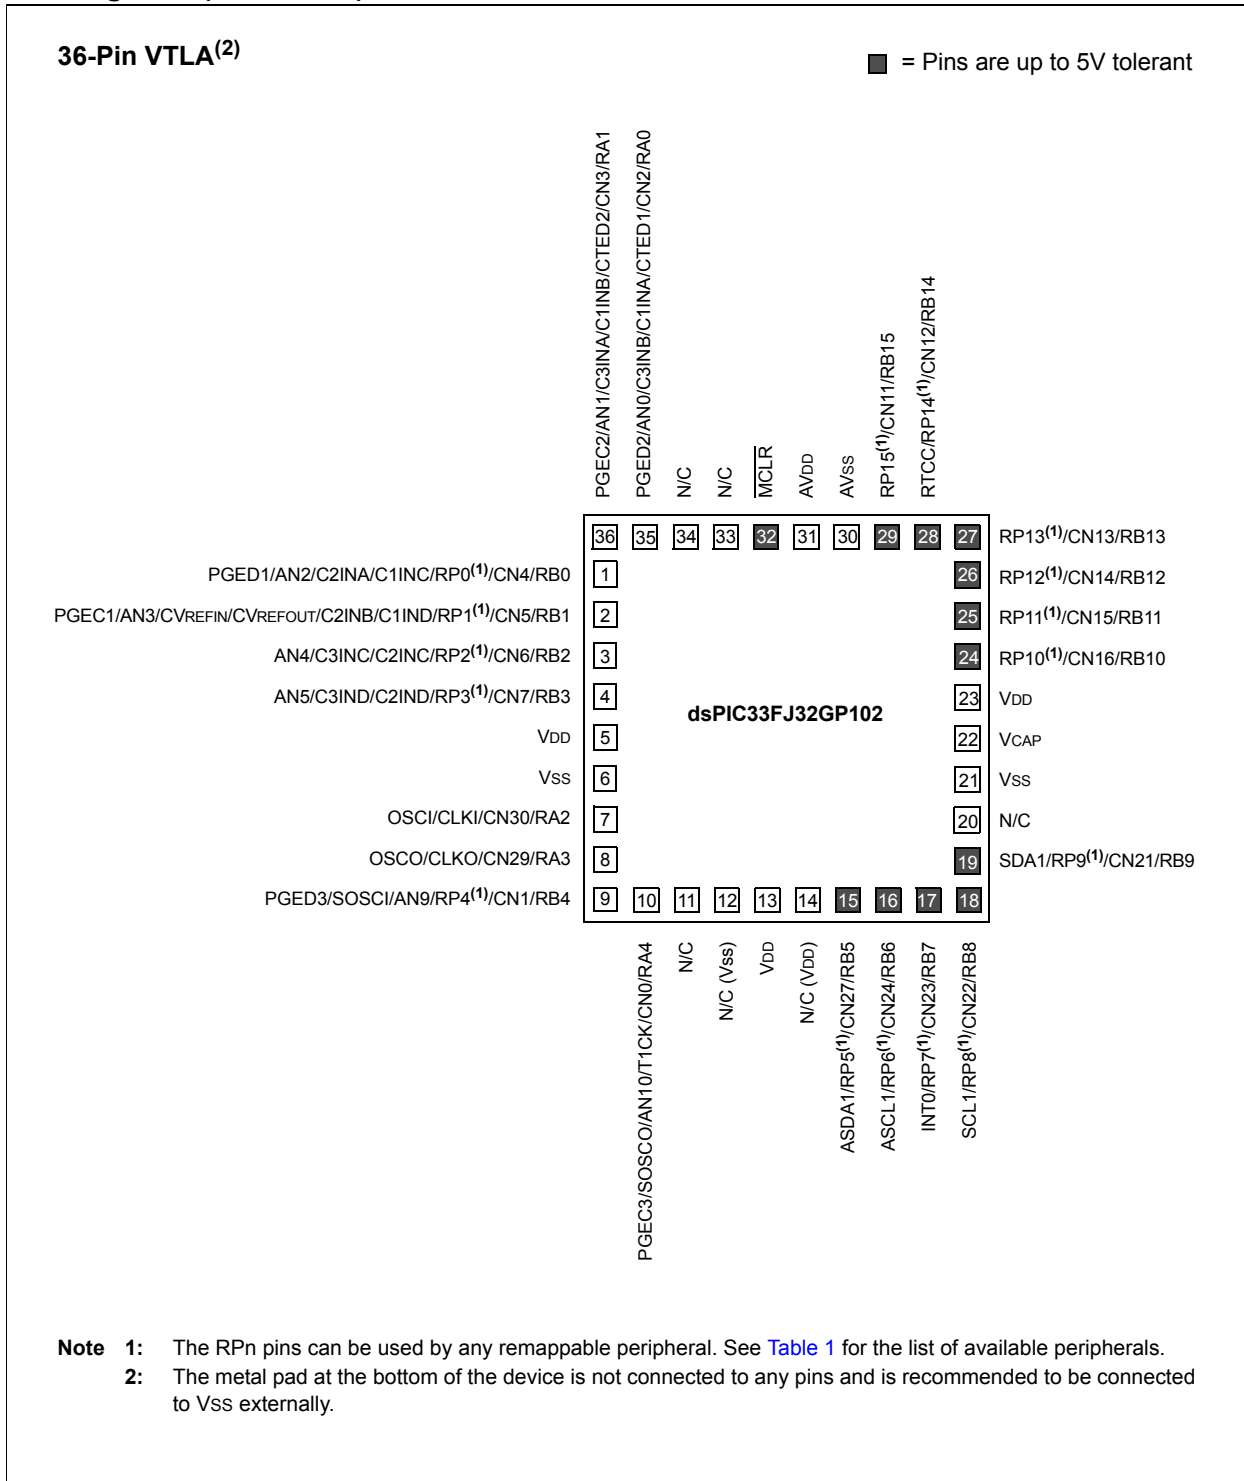 36-Pin VTLA(2)
= Pins are up to 5V tolerant
PGEC2/AN1/C3INA/C1INB/CTED2/CN3/RA1
PGED2/AN0/C3INB/C1INA/CTED1/CN2/RA0
N/C
N/C
MCLR
AVDD
AVSS
RP15(1)/CN11/RB15
RTCC/RP14(1)/CN12/RB14
36 35 34 33 32 31 30 29 28 27 RP13(1)/CN13/RB13
PGED1/AN2/C2INA/C1INC/RP0(1)/CN4/RB0 1 26 RP12(1)/CN14/RB12
PGEC1/AN3/CVREFIN/CVREFOUT/C2INB/C1IND/RP1(1)/CN5/RB1 2 25 RP11(1)/CN15/RB11
AN4/C3INC/C2INC/RP2(1)/CN6/RB2 3 24 RP10(1)/CN16/RB10
AN5/C3IND/C2IND/RP3(1)/CN7/RB3 4 23 VDD
dsPIC33FJ32GP102
VDD 5 22 VCAP
VSS 6 21 VSS
OSCI/CLKI/CN30/RA2 7 20 N/C
OSCO/CLKO/CN29/RA3 8 19 SDA1/RP9(1)/CN21/RB9
PGED3/SOSCI/AN9/RP4(1)/CN1/RB4 9 10 11 12 13 14 15 16 17 18
PGEC3/SOSCO/AN10/T1CK/CN0/RA4
N/C
N/C (Vss)
VDD
N/C (VDD)
ASDA1/RP5(1)/CN27/RB5
ASCL1/RP6(1)/CN24/RB6
INT0/RP7(1)/CN23/RB7
SCL1/RP8(1)/CN22/RB8
Note 1: The RPn pins can be used by any remappable peripheral. See Table 1 for the list of available peripherals.
2: The metal pad at the bottom of the device is not connected to any pins and is recommended to be connected
to VSS externally.